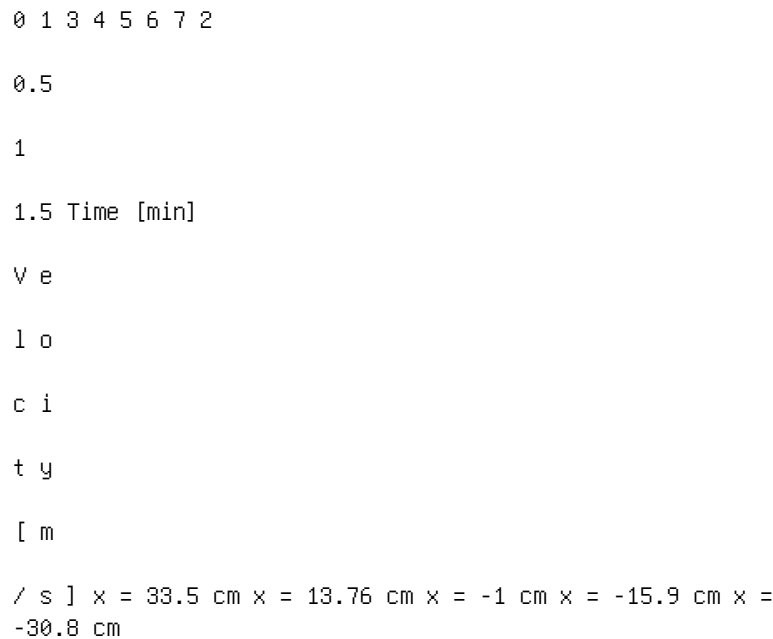 0 1 3 4 5 6 7 2
0.5
1
1.5 Time [min]
V e
l o
c i
t y
[ m
/ s ] x = 33.5 cm x = 13.76 cm x = -1 cm x = -15.9 cm x =
-30.8 cm